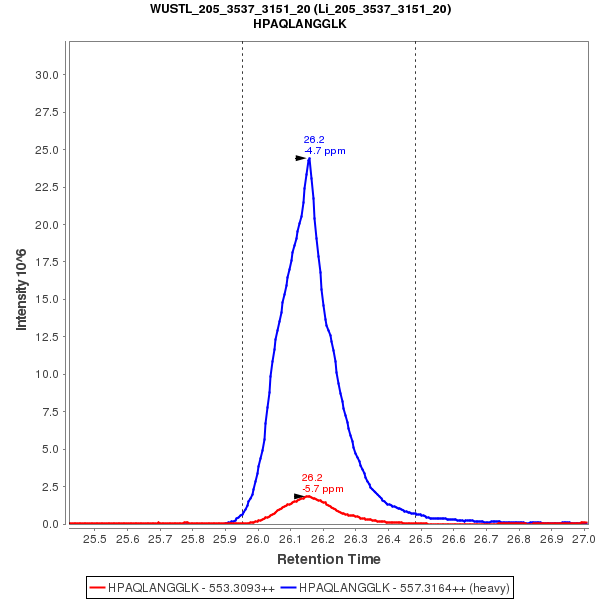 WUSTL_205_3537_3151_20 (Li_205_3537_3151_20)
HPAQLANGGLK
30.0
27.5
26.2
-4.7 ppm
25.0
22.5
20.0
17.5
15.0
12.5
10.0
7.5
5.0
2.5
0.0
Intensity 10^6
26.2
-5.7 ppm
25.5 25.6 25.7 25.8 25.9 26.0 26.1 26.2 26.3 26.4 26.5 26.6 26.7 26.8 26.9 27.0
Retention Time
HPAQLANGGLK - 553.3093++ HPAQLANGGLK - 557.3164++ (heavy)